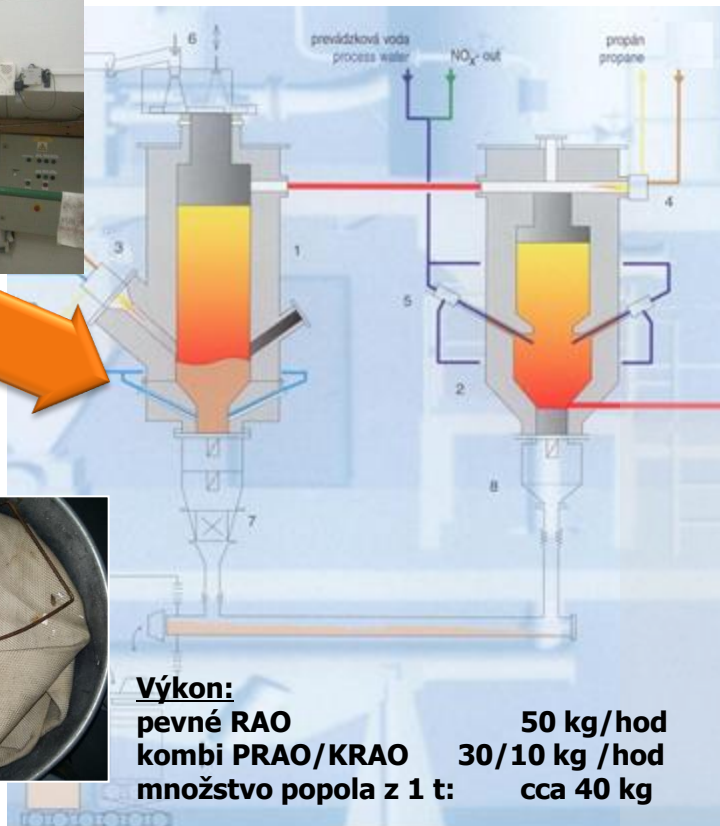 6
prevádzková voda
process water
NOx- out
propán
propane
3
1
4
5
2
8
7
Výkon:
pevné RAO 50 kg/hod
kombi PRAO/KRAO 30/10 kg /hod
množstvo popola z 1 t: cca 40 kg